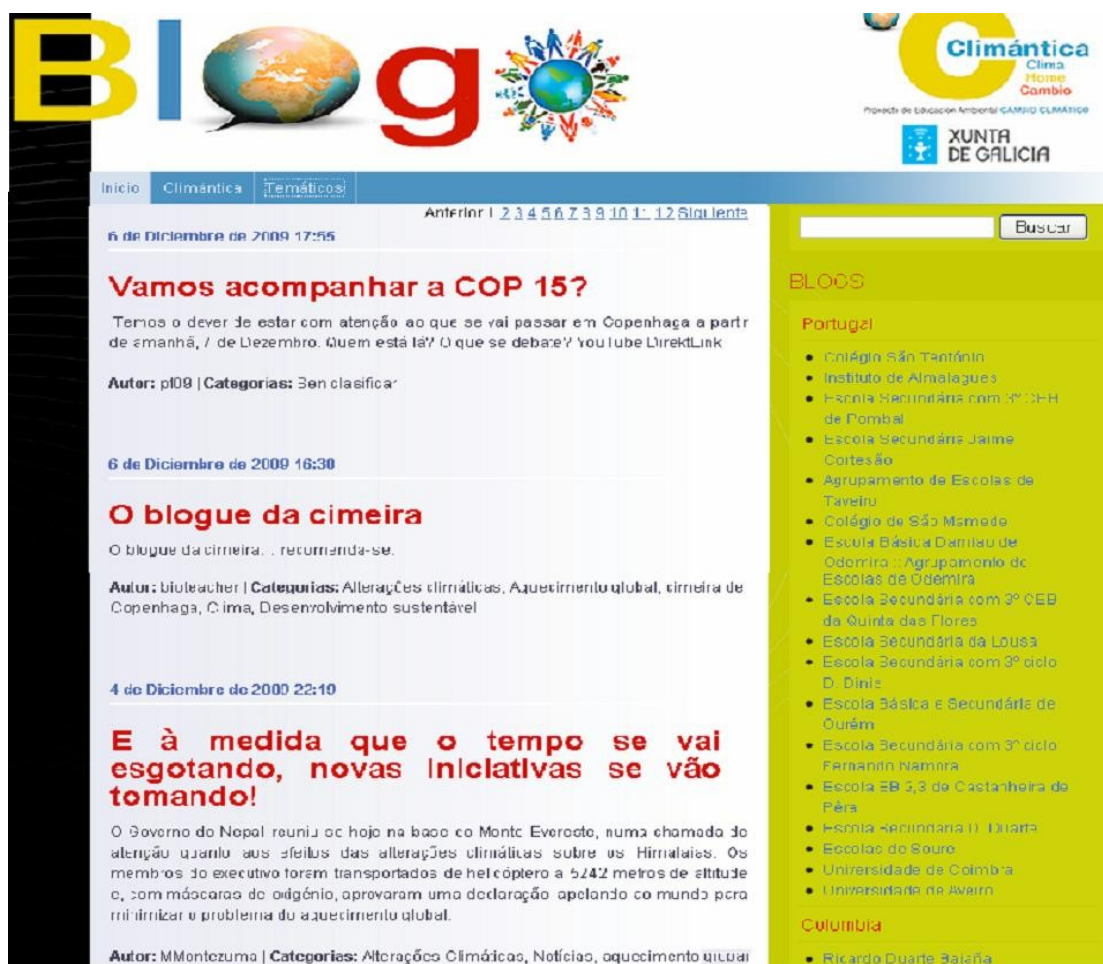 Blog
Climántica
Clima
Home
Cambio
Proxecto de Educación Ambiental CAMBIO CLIMÁTICO
XUNTA
DE GALICIA
Inicio Climántica Temáticos
Anterior 1 2 3 4 5 6 7 8 9 10 11 12 Siguiente
6 de Diciembre de 2009 17:55
Vamos acompanhar a COP 15?
Temos o dever de estar com atenção ao que se vai passar em Copenhaga a partir
de amanhã, 7 de Dezembro. Quem está lá? O que se debate? YouTube DirektLink
Autor: pt09 | Categorias: Sen clasificar
6 de Diciembre de 2009 16:30
O blogue da cimeira
O blogue da cimeira... recomenda-se.
Autor: bioteacher | Categorias: Alterações climáticas, Aquecimento global, cimeira de
Copenhaga, Clima, Desenvolvimento sustentável
4 de Diciembre de 2009 22:19
E à medida que o tempo se vai
esgotando, novas iniciativas se vão
tomando!
O Governo do Nepal reuniu se hoje na base do Monte Evereste, numa chamada de
atenção quanto aos efeitos das alterações climáticas sobre os Himalaias. Os
membros do executivo foram transportados de helicóptero a 5242 metros de altitude
e, com máscaras de oxigénio, aprovaram uma declaração apelando ao mundo para
minimizar o problema do aquecimento global.
Autor: MMontezuma | Categorias: Alterações Climáticas, Notícias, aquecimento global
Buscar
BLOGS
Portugal
Colégio São Teotónio
Instituto de Almalagues
Escola Secundária com 3º CEB
de Pombal
Escola Secundária Jaime
Cortesão
Agrupamento de Escolas de
Taveiro
Colégio de São Mamede
Escola Básica Damiao de
Odemira :: Agrupamento de
Escolas de Odemira
Escola Secundária com 3º CEB
da Quinta das Flores
Escola Secundária da Lousa
Escola Secundária com 3º ciclo
D. Dinis
Escola Básica e Secundária de
Ourém
Escola Secundária com 3º ciclo
Fernando Namora
Escola EB 2,3 de Castanheira de
Pêra
Escola Secundária D. Duarte
Escolas de Soure
Universidade de Coimbra
Universidade de Aveiro
Columbia
Ricardo Duarte